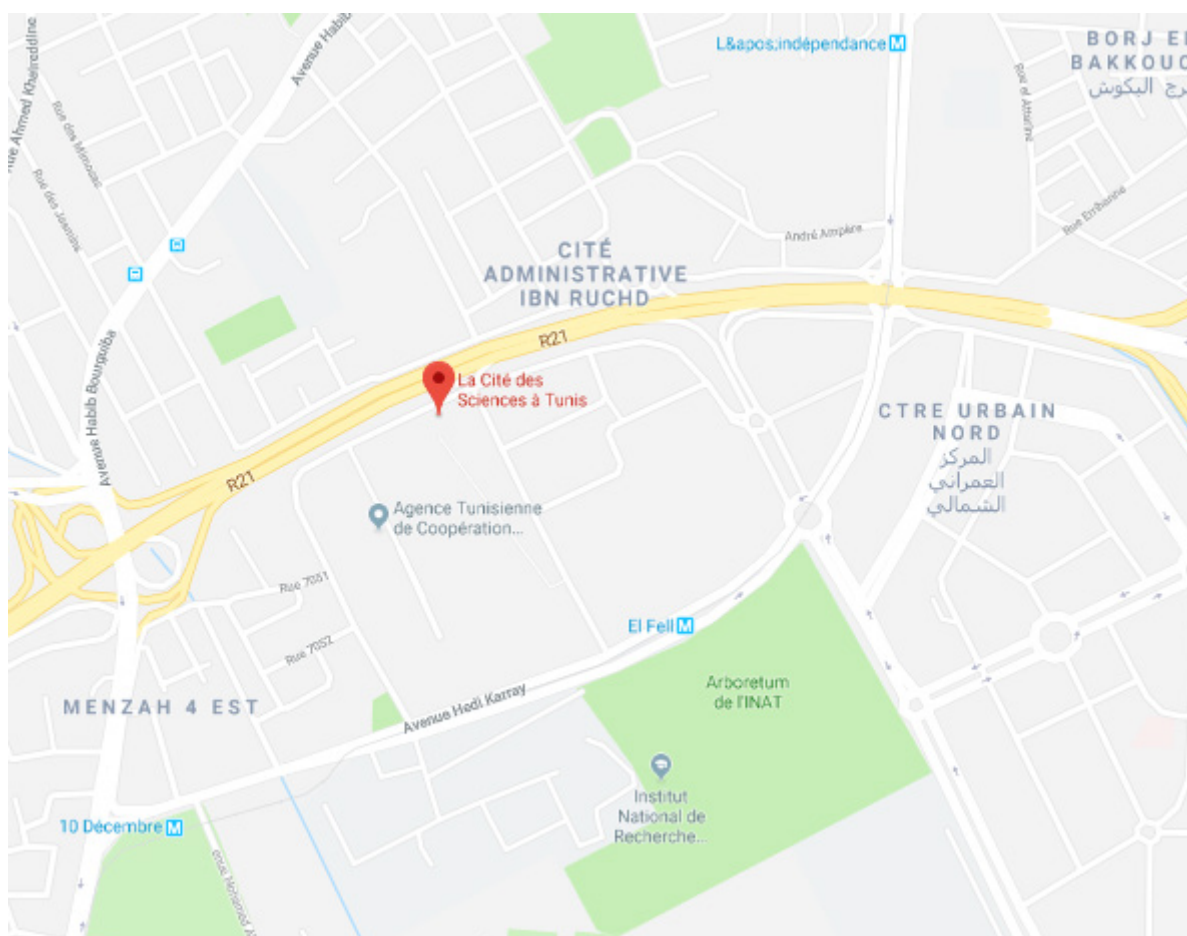 L&apos;indépendance M
BORJ EL
BAKKOUC
رج البكوش
Avenue Habib
rue Ahmed Kheireddine
Rue des Mimosas
Rue des Jasmins
Rue el Atturine
Rue Errihanne
André Ampère
CITÉ
ADMINISTRATIVE
IBN RUCHD
R21
Avenue Habib Bourguiba
La Cité des
Sciences à Tunis
CTRE URBAIN
NORD
المركز
العمراني
الشمالي
R21
Agence Tunisienne
de Coopération...
Rue 7051
El Fell M
Rue 7052
Arboretum
de l'INAT
MENZAH 4 EST
Avenue Hedi Karray
Institut
National de
Recherche...
10 Décembre M